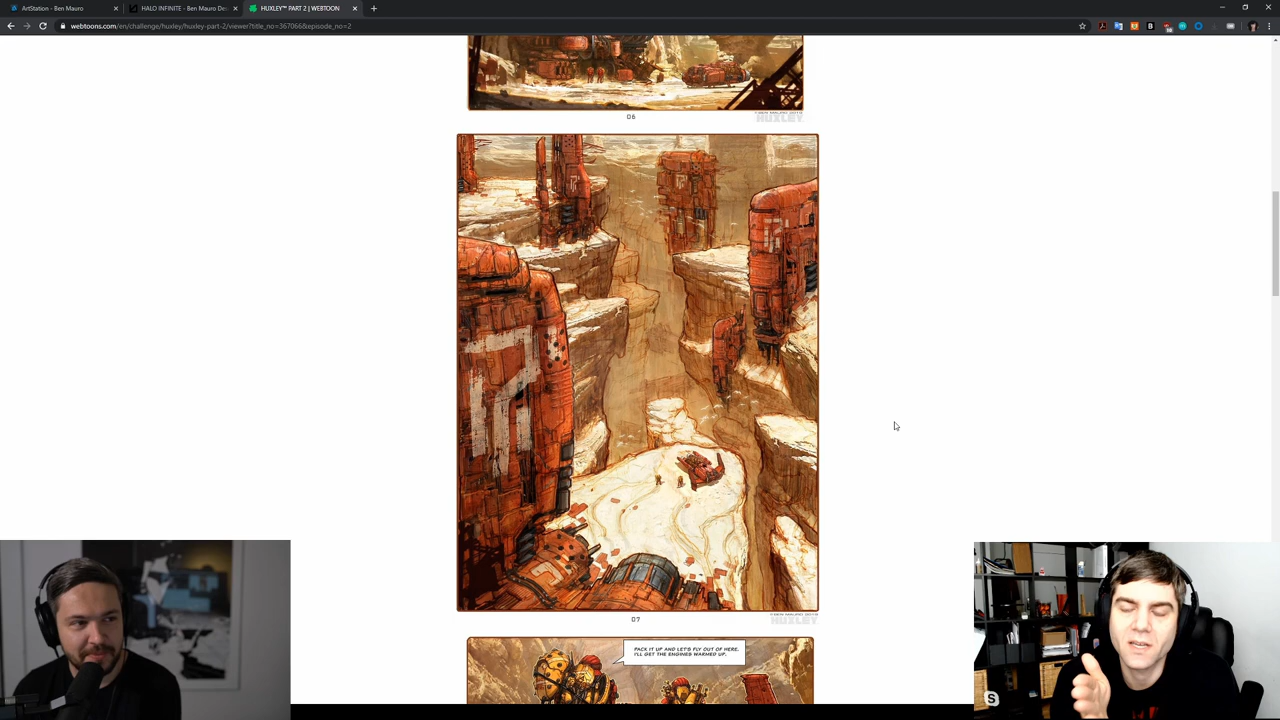 ArtStation - Ben Mauro
HALO INFINITE - Ben Mauro De
HUXLEY™ PART 2 | WEBTOON
webtoons.com/en/challenge/huxley/huxley-part-2/viewer?title_no=367066&episode_no=2
06
HUXLEY
07
HUXLEY
PACK IT UP AND LET'S FLY OUT OF HERE.
I'LL GET THE ENGINES WARMED UP.